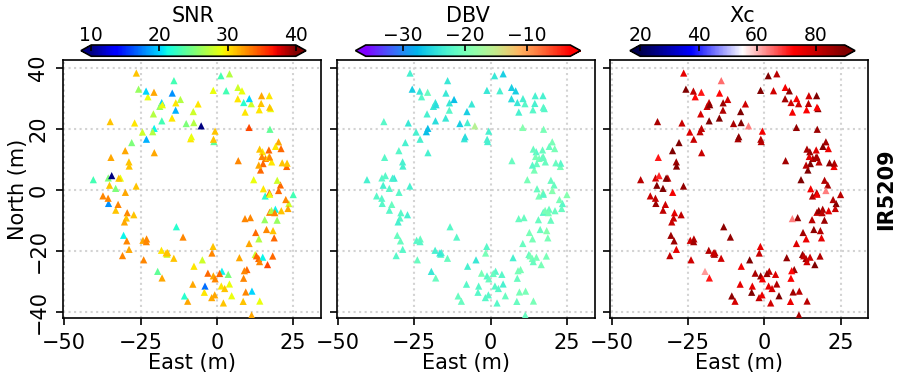 SNR DBV Xc
10 20 30 40 −30 −20 −10 20 40 60 80
40
20
0
−20
−40
North (m)
IR5209
−50 −25 0 25 −50 −25 0 25 −50 −25 0 25
East (m) East (m) East (m)